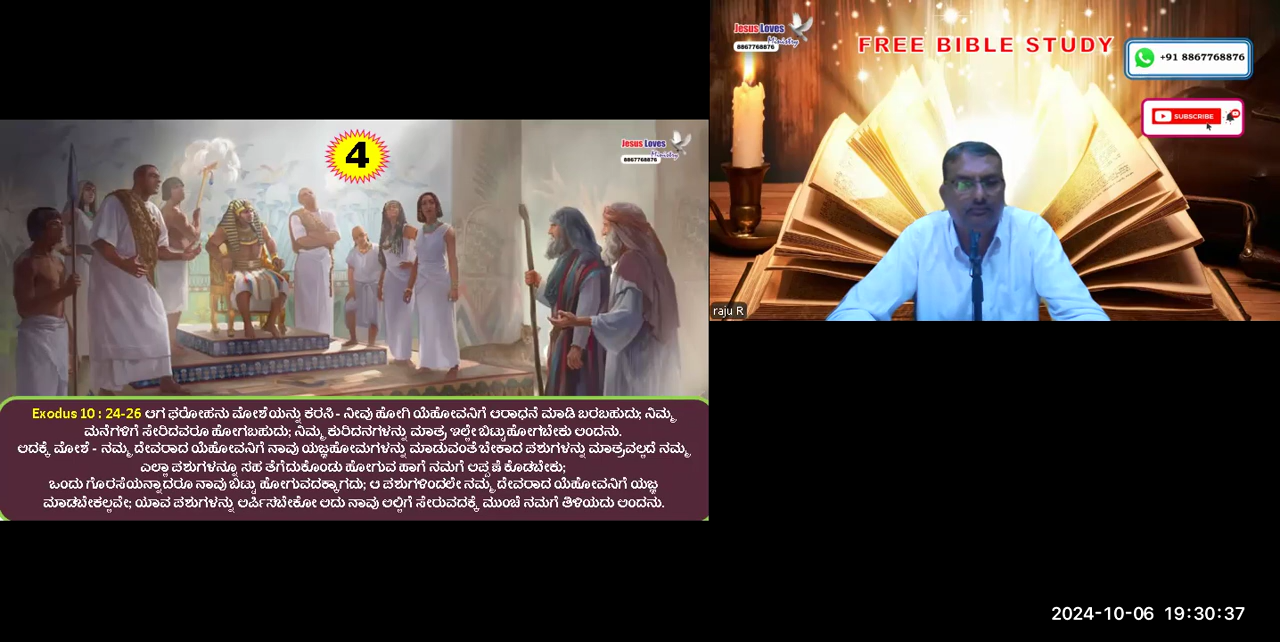 4
Jesus Loves
Ministry
8867768876
Exodus 10 : 24-26 ಆಗ ಫರೋಹನು ಮೋಶೆಯನ್ನು ಕರಸಿ - ನೀವು ಹೋಗಿ ಯೆಹೋವನಿಗೆ ಆರಾಧನೆ ಮಾಡಿ ಬರಬಹುದು; ನಿಮ್ಮ
ಮನೆಗಳಿಗೆ ಸೇರಿದವರೂ ಹೋಗಬಹುದು; ನಿಮ್ಮ ಕುರಿದನಗಳನ್ನು ಮಾತ್ರ ಇಲ್ಲೇ ಬಿಟ್ಟುಹೋಗಬೇಕು ಅಂದನು.
ಅದಕ್ಕೆ ಮೋಶೆ - ನಮ್ಮ ದೇವರಾದ ಯೆಹೋವನಿಗೆ ನಾವು ಯಜ್ಞಹೋಮಗಳನ್ನು ಮಾಡುವಂತೆ ಬೇಕಾದ ಪಶುಗಳನ್ನು ಮಾತ್ರವಲ್ಲದೆ ನಮ್ಮ
ಎಲ್ಲಾ ಪಶುಗಳನ್ನೂ ಸಹ ತೆಗೆದುಕೊಂಡು ಹೋಗುವ ಹಾಗೆ ನಮಗೆ ಅಪ್ಪಣೆ ಕೊಡಬೇಕು;
ಒಂದು ಗೊರಸೆಯನ್ನಾದರೂ ನಾವು ಬಿಟ್ಟು ಹೋಗುವದಕ್ಕಾಗದು; ಆ ಪಶುಗಳಿಂದಲೇ ನಮ್ಮ ದೇವರಾದ ಯೆಹೋವನಿಗೆ ಯಜ್ಞ
ಮಾಡಬೇಕಲ್ಲವೇ; ಯಾವ ಪಶುಗಳನ್ನು ಅರ್ಪಿಸಬೇಕೋ ಅದು ನಾವು ಅಲ್ಲಿಗೆ ಸೇರುವದಕ್ಕೆ ಮುಂಚೆ ನಮಗೆ ತಿಳಿಯದು ಅಂದನು.
Jesus Loves
Ministry
8867768876
FREE BIBLE STUDY
+91 8867768876
SUBSCRIBE
raju R
2024-10-06 19:30:37